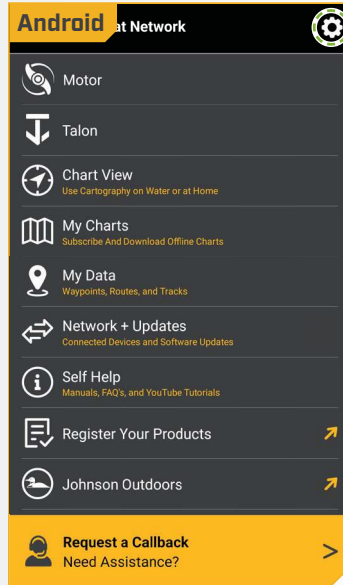 Android
at Network
Motor
Talon
Chart View
Use Cartography on Water or at Home
My Charts
Subscribe And Download Offline Charts
My Data
Waypoints, Routes, and Tracks
Network + Updates
Connected Devices and Software Updates
Self Help
Manuals, FAQ's, and YouTube Tutorials
Register Your Products
Johnson Outdoors
Request a Callback
Need Assistance?